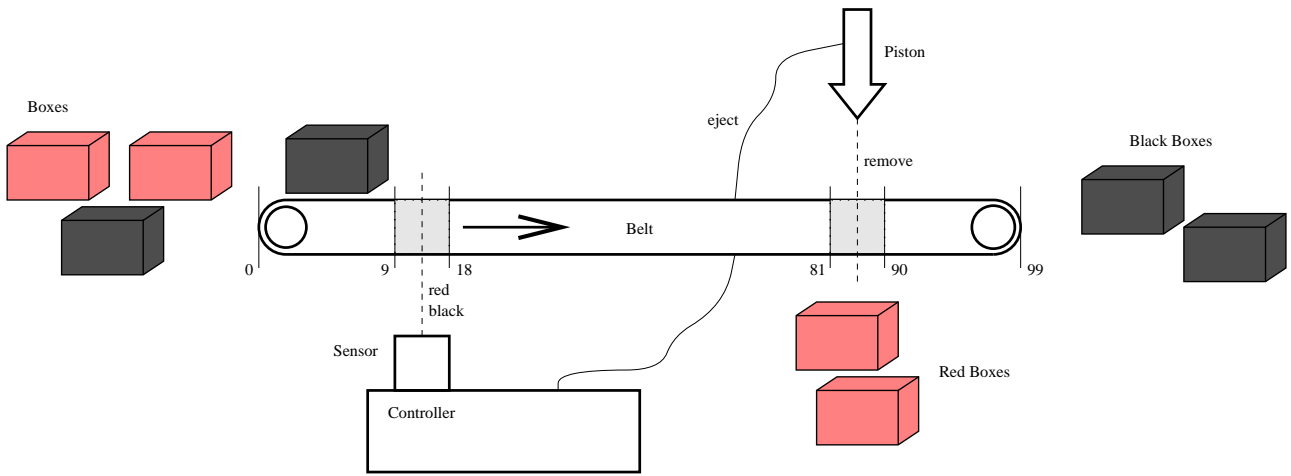 Piston
Boxes
eject
Black Boxes
remove
Belt
0
9
18
81
90
99
red
black
Sensor
Red Boxes
Controller